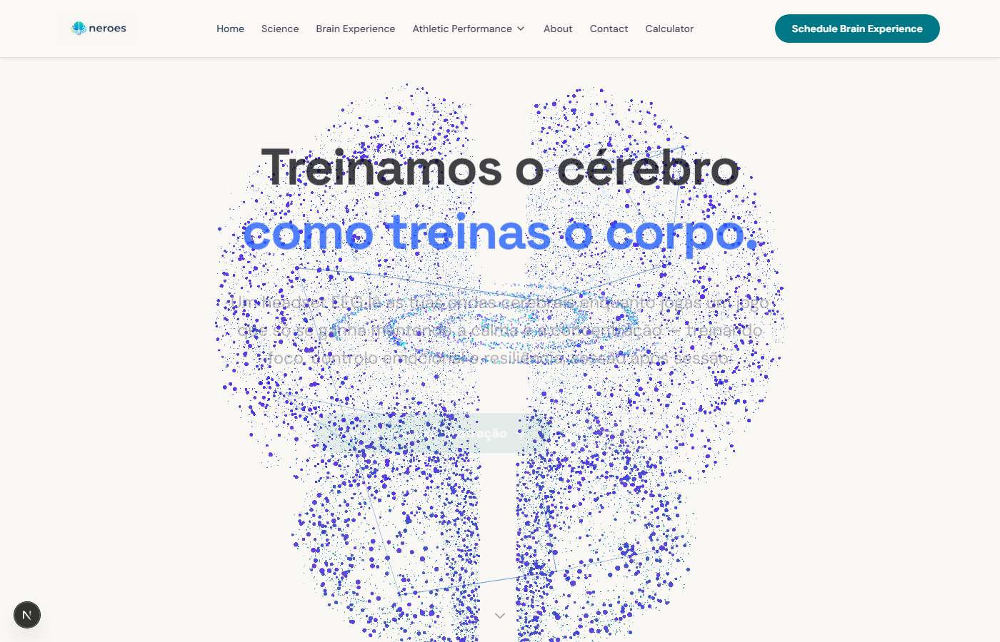 neroes
Home
Science
Brain Experience
Athletic Performance
About
Contact
Calculator
Schedule Brain Experience
Treinamos o cérebro
como treinas o corpo.
Um headset EEG lê as tuas ondas cerebrais enquanto jogas um jogo
que só se ganha mantendo a calma e a concentração — treinando
foco, controlo emocional e resiliência, sessão após sessão.
N